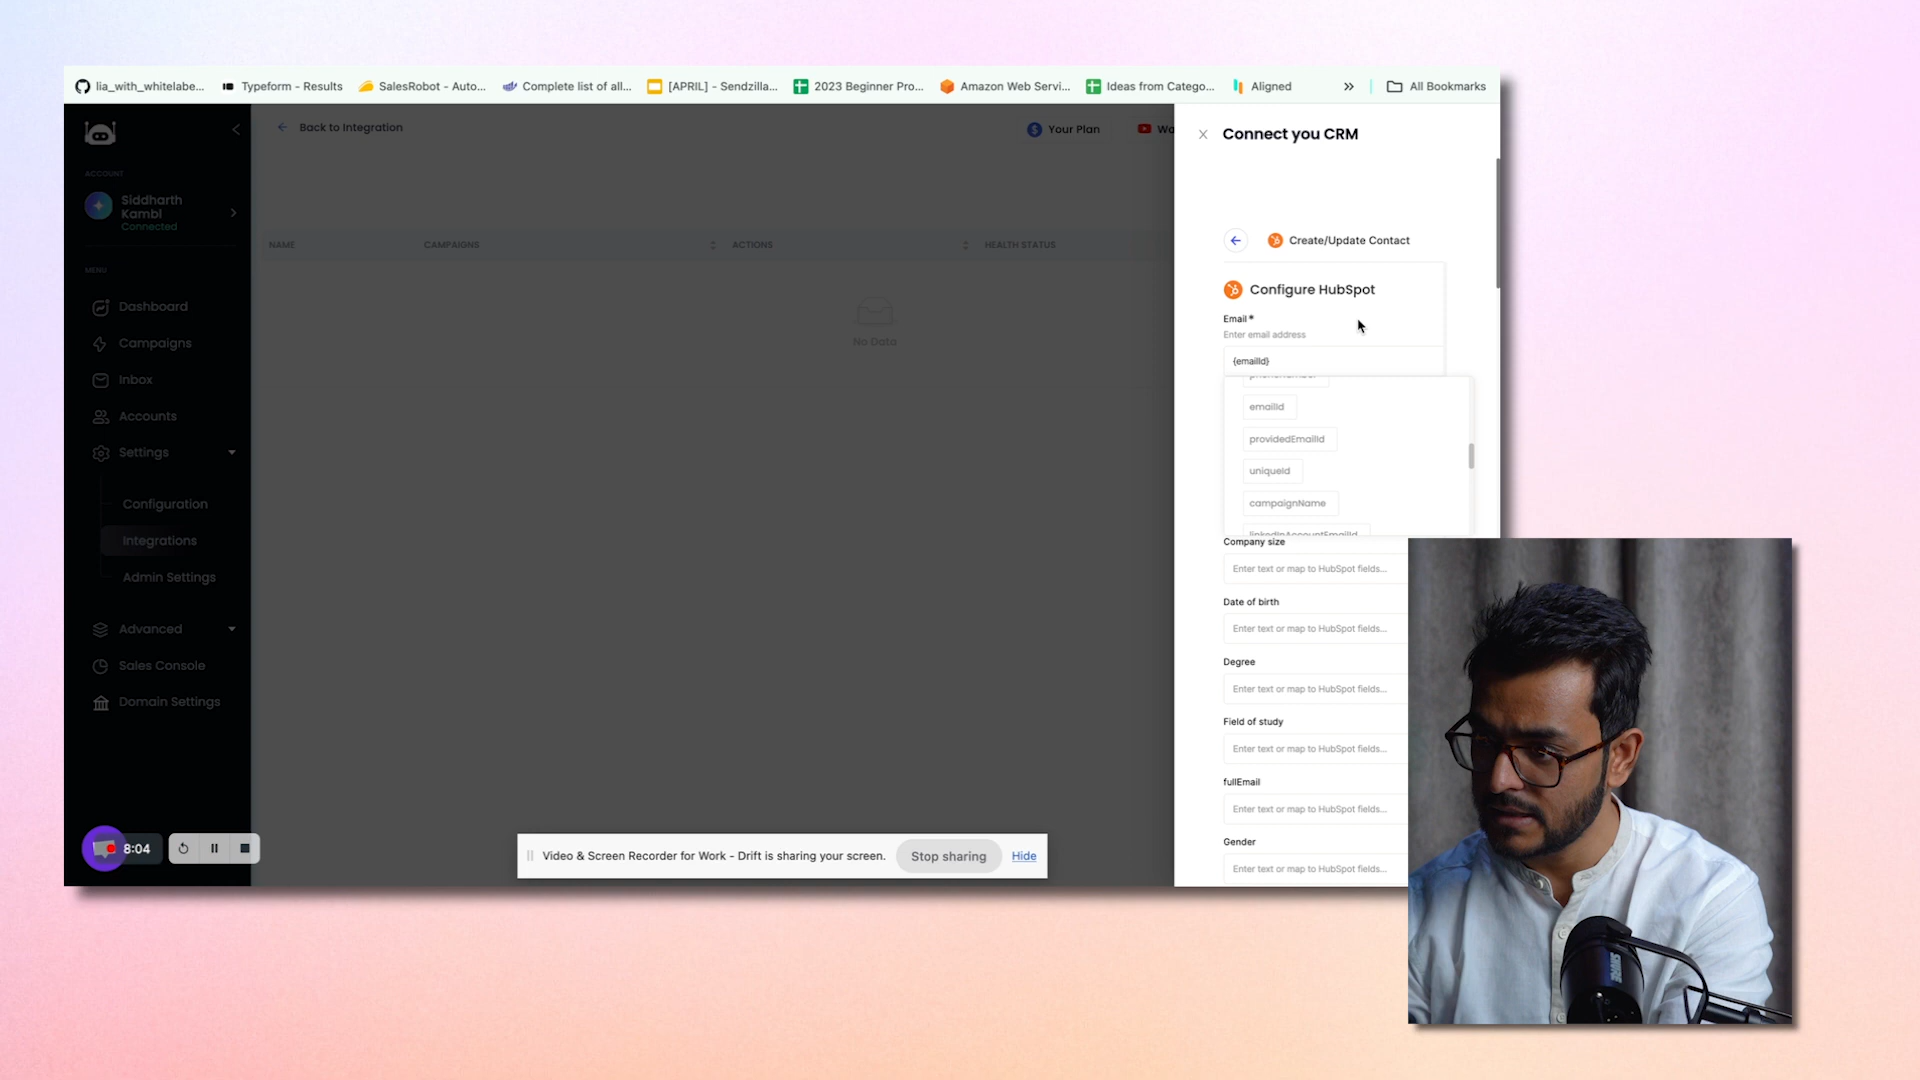 lia_with_whitelabe...
Typeform - Results
SalesRobot - Auto...
Complete list of all...
[APRIL] - Sendzilla...
2023 Beginner Pro...
Amazon Web Servi...
Ideas from Catego...
Aligned
All Bookmarks
Back to Integration
Your Plan
Connect you CRM
ACCOUNT
Siddharth
Kambl
Connected
NAME
CAMPAIGNS
ACTIONS
HEALTH STATUS
No Data
MENU
Dashboard
Campaigns
Inbox
Accounts
Settings
Configuration
Integrations
Admin Settings
Advanced
Sales Console
Domain Settings
Create/Update Contact
Configure HubSpot
Email *
Enter email address
{emailId}
phoneNumber
emailId
providedEmailId
uniqueId
campaignName
linkedInAccountEmailId
Company size
Enter text or map to HubSpot fields...
Date of birth
Enter text or map to HubSpot fields...
Degree
Enter text or map to HubSpot fields...
Field of study
Enter text or map to HubSpot fields...
fullEmail
Enter text or map to HubSpot fields...
Gender
Enter text or map to HubSpot fields...
8:04
Video & Screen Recorder for Work - Drift is sharing your screen.
Stop sharing
Hide